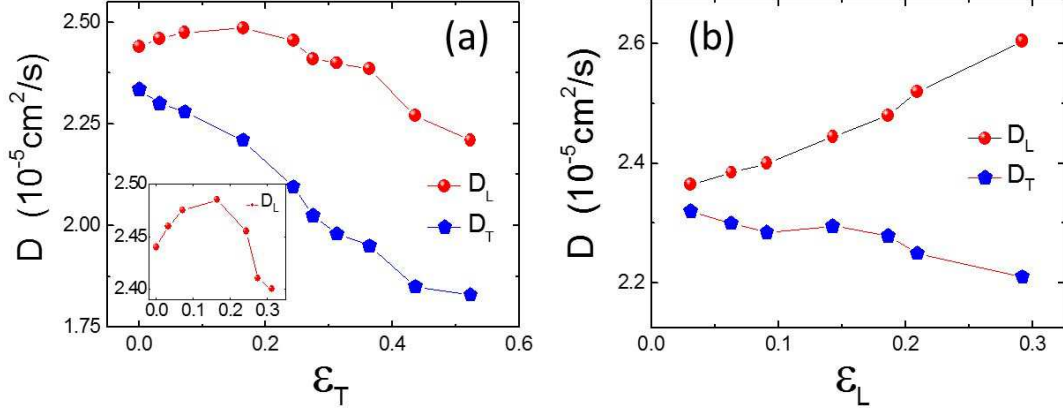 (a)
D (10⁻⁵cm²/s)
2.50
2.25
2.00
1.75
D_L
D_T
2.50
2.45
2.40
D_L
0.0 0.1 0.2 0.3
0.0 0.2 0.4 0.6
ε_T
(b)
D (10⁻⁵cm²/s)
2.6
2.4
2.2
D_L
D_T
0.0 0.1 0.2 0.3
ε_L